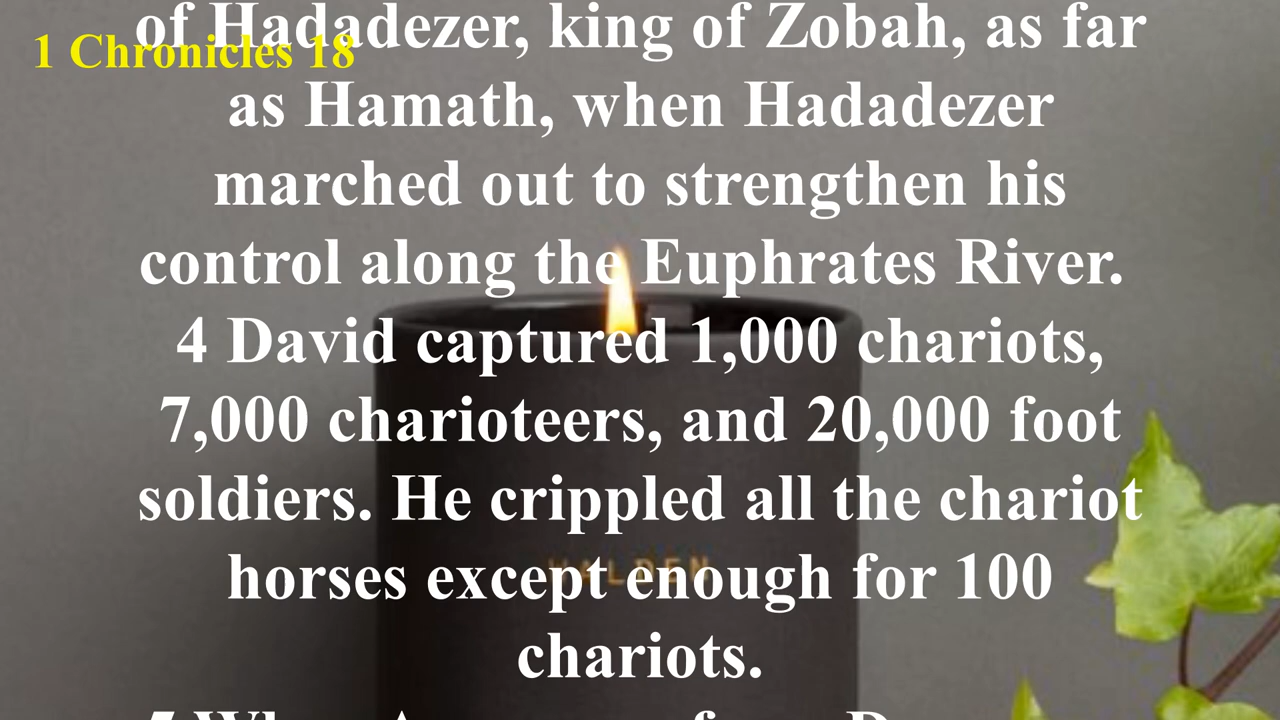 1 Chronicles 18
of Hadadezer, king of Zobah, as far
as Hamath, when Hadadezer
marched out to strengthen his
control along the Euphrates River.
4 David captured 1,000 chariots,
7,000 charioteers, and 20,000 foot
soldiers. He crippled all the chariot
horses except enough for 100
chariots.